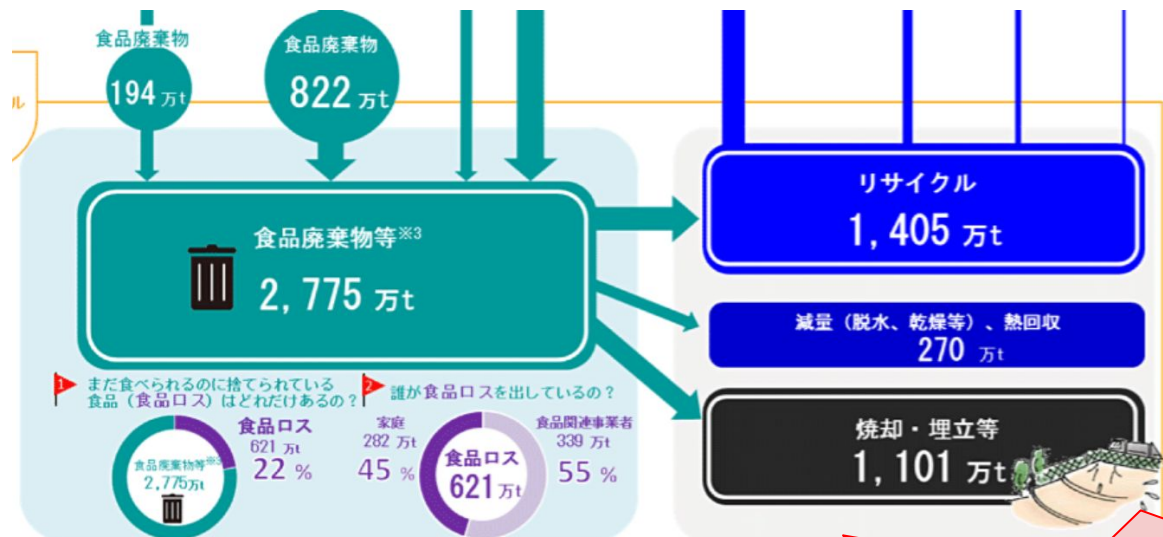 食品廃棄物
194 万t
食品廃棄物
822 万t
ル
食品廃棄物等※3
2,775 万t
リサイクル
1,405 万t
減量（脱水、乾燥等）、熱回収
270 万t
焼却・埋立等
1,101 万t
1
まだ食べられるのに捨てられている
食品（食品ロス）はどれだけあるの？
食品廃棄物等※3
2,775万t
食品ロス
621 万t
22 %
2
誰が食品ロスを出しているの？
家庭
282 万t
45 %
食品ロス
621万t
食品関連事業者
339 万t
55 %